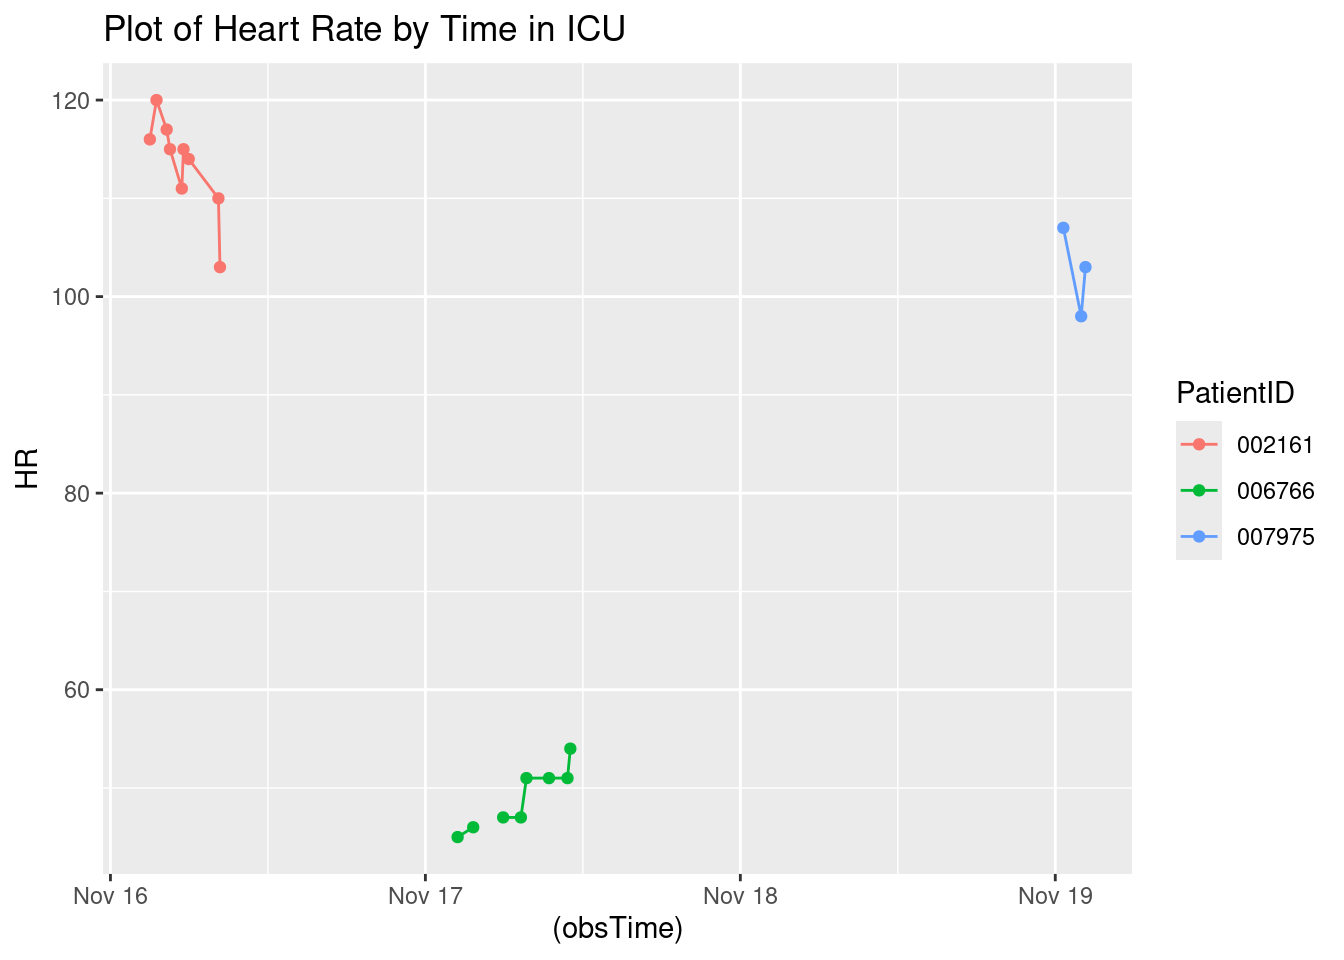 Plot of Heart Rate by Time in ICU
120
100
80
60
HR
Nov 16
Nov 17
Nov 18
Nov 19
(obsTime)
PatientID
002161
006766
007975